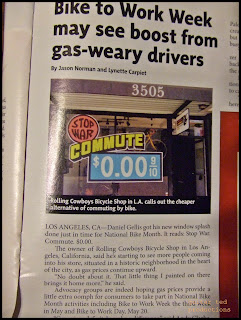 Bike to Work Week
may see boost from
gas-weary drivers
By Jason Norman and Lynette Carpiet
3505
STOP
WAR
COMMUTE
$0.00 9/10
Rolling Cowboys Bicycle Shop in L.A. calls out the cheaper
alternative of commuting by bike.
LOS ANGELES, CA—Daniel Gellis got his new window splash
done just in time for National Bike Month. It reads: Stop War.
Commute. $0.00.
The owner of Rolling Cowboys Bicycle Shop in Los An-
geles, California, said he's starting to see more people coming
into his store, situated in a historic neighborhood in the heart
of the city, as gas prices continue upward.
"No doubt about it. That little thing I painted on there
brings it home more," he said.
Advocacy groups are indeed hoping gas prices provide a
little extra oomph for consumers to take part in National Bike
Month activities including Bike to Work Week the third week
in May and Bike to Work Day, May 20.